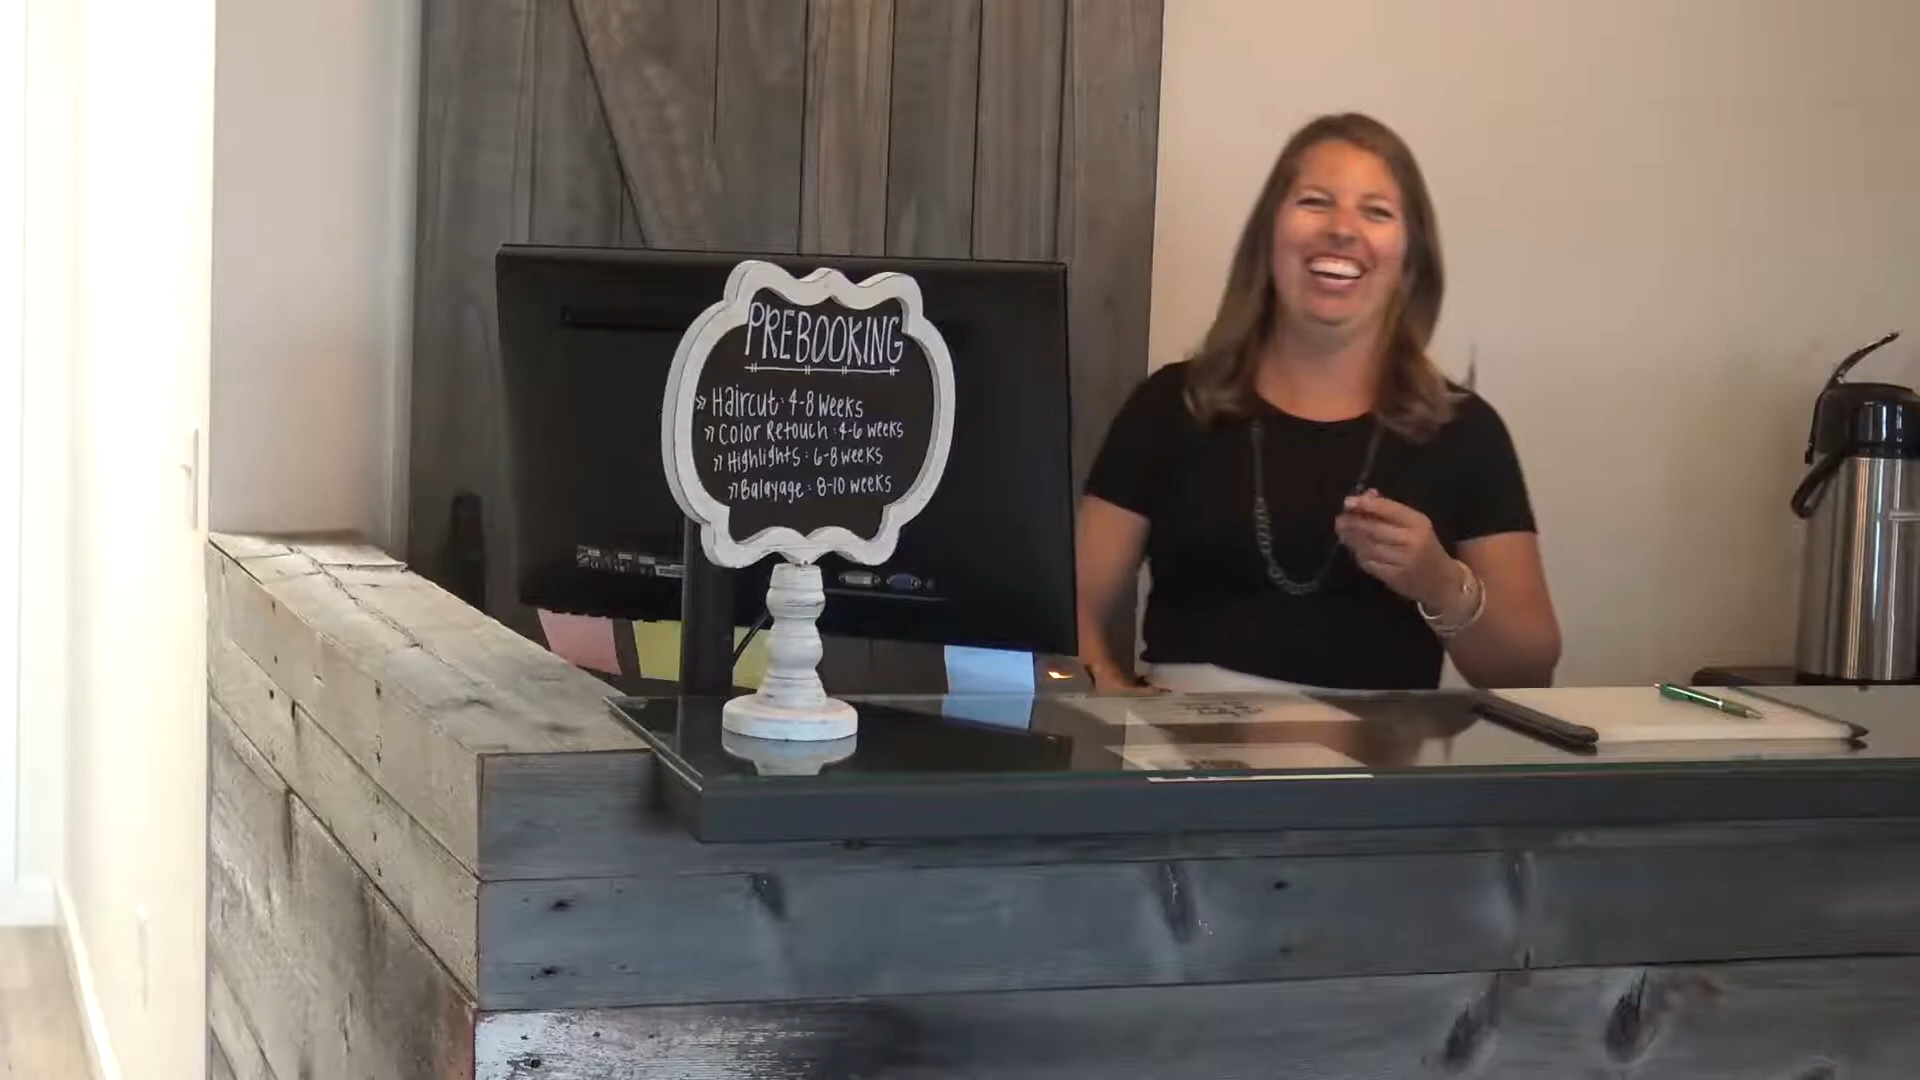 PREBOOKING
» Haircut: 4-8 weeks
» Color Retouch: 4-6 weeks
» Highlights: 6-8 weeks
» Balayage: 8-10 weeks